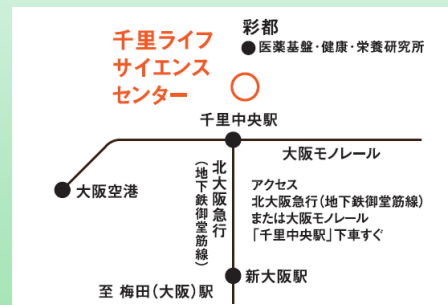 彩都
医薬基盤・健康・栄養研究所
千里ライフ
サイエンス
センター
千里中央駅
大阪モノレール
大阪空港
北大阪急行
（地下鉄御堂筋線）
アクセス
北大阪急行（地下鉄御堂筋線）
または大阪モノレール
「千里中央駅」下車すぐ
新大阪駅
至 梅田（大阪）駅